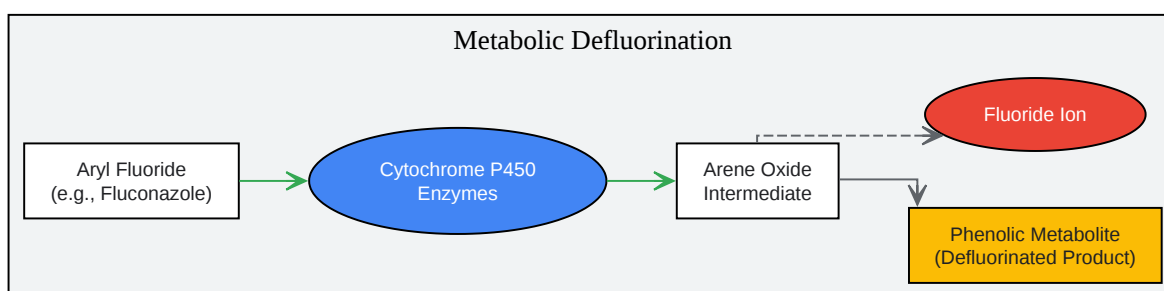 Metabolic Defluorination
Aryl Fluoride
(e.g., Fluconazole)
Cytochrome P450
Enzymes
Arene Oxide
Intermediate
Fluoride Ion
Phenolic Metabolite
(Defluorinated Product)